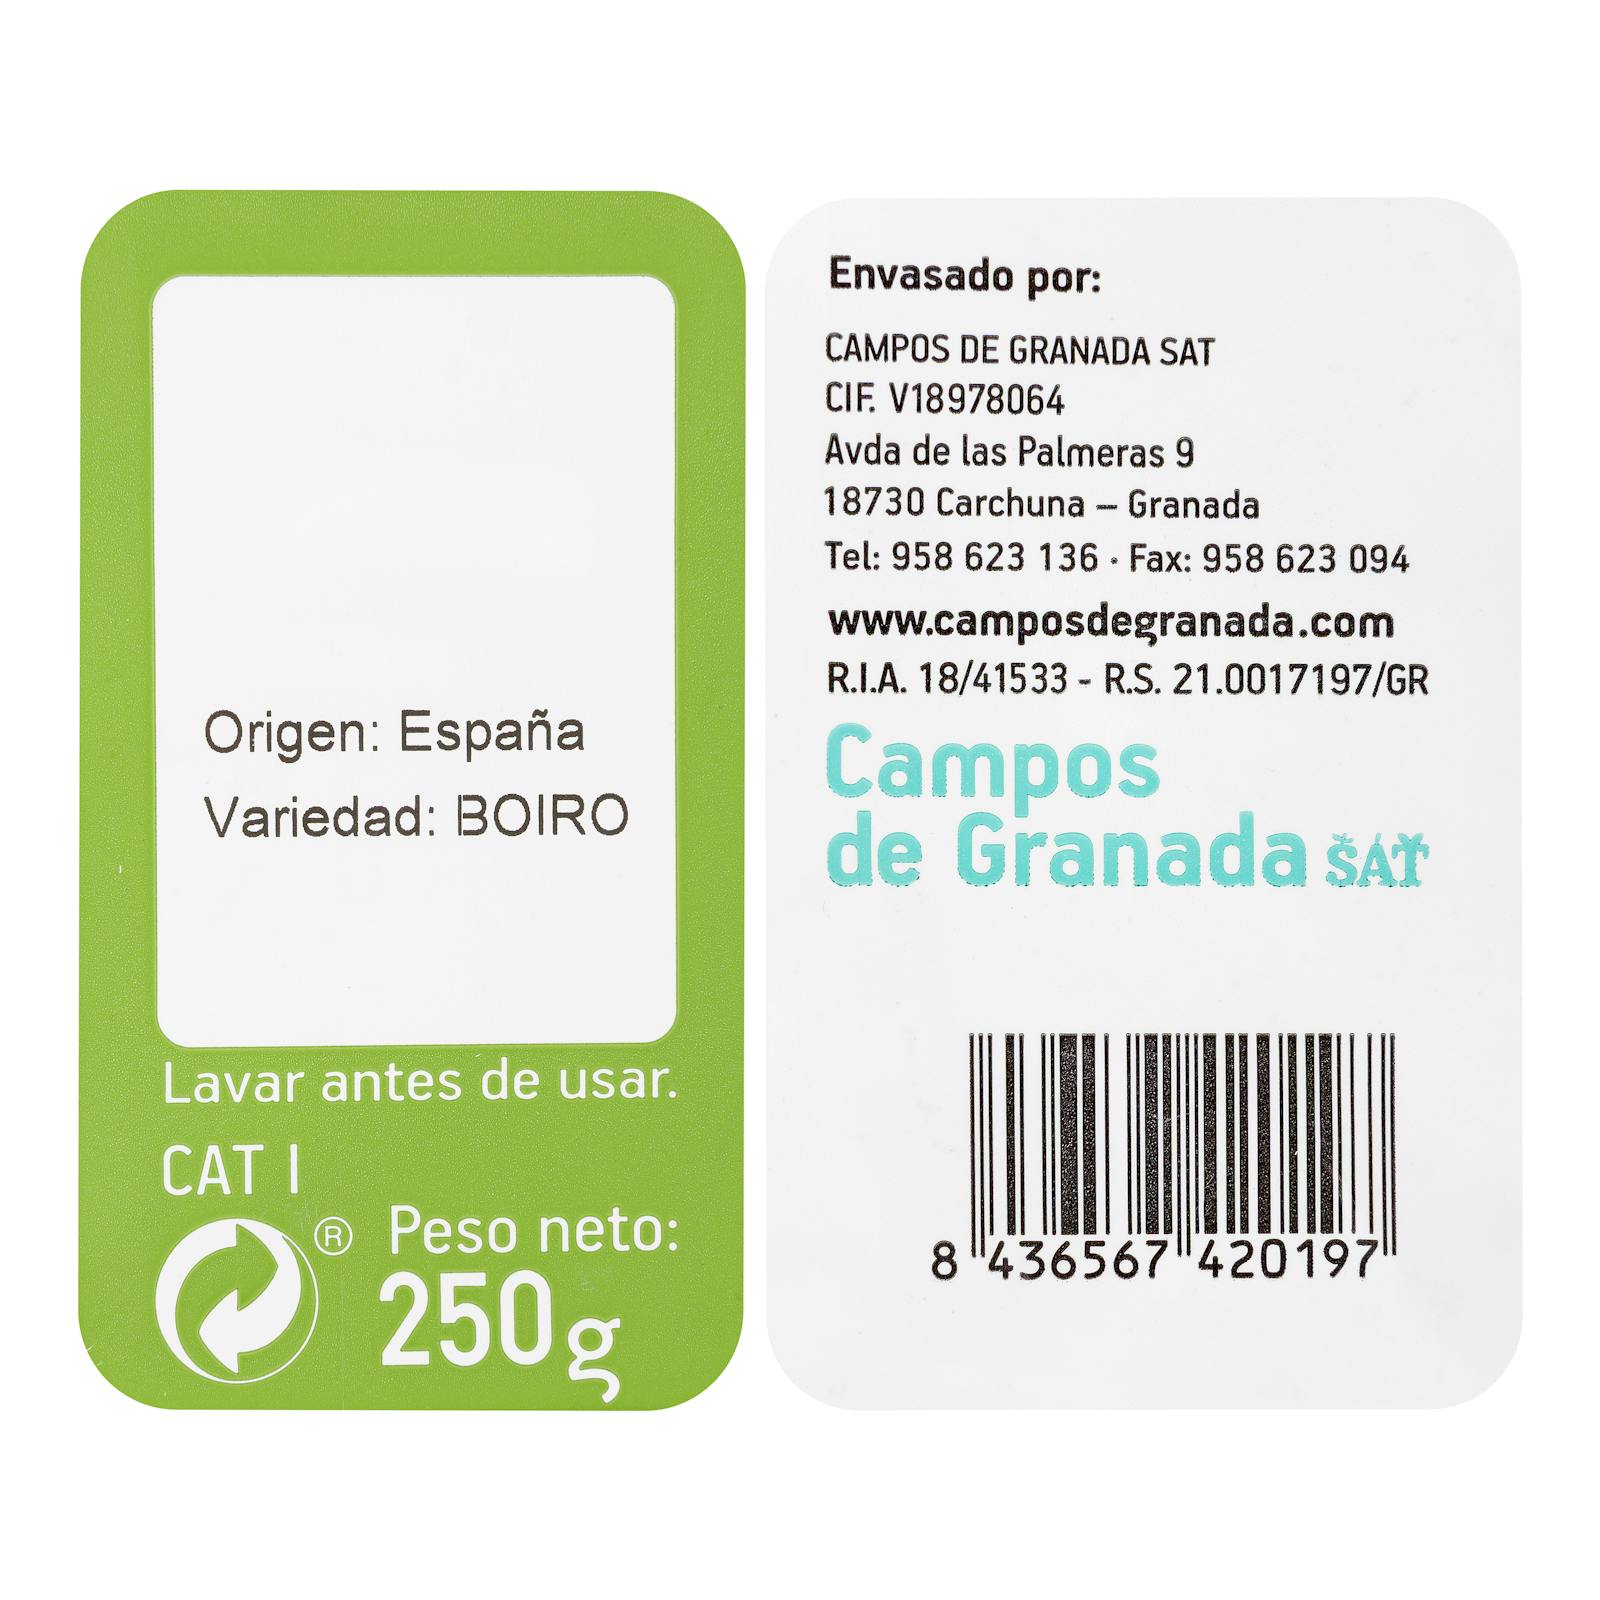 Origen: España
Variedad: BOIRO
Lavar antes de usar.
CAT I
® Peso neto:
250g
Envasado por:
CAMPOS DE GRANADA SAT
CIF. V18978064
Avda de las Palmeras 9
18730 Carchuna – Granada
Tel: 958 623 136 · Fax: 958 623 094
www.camposdegranada.com
R.I.A. 18/41533 - R.S. 21.0017197/GR
Campos
de Granada SAT
8 436567 420197